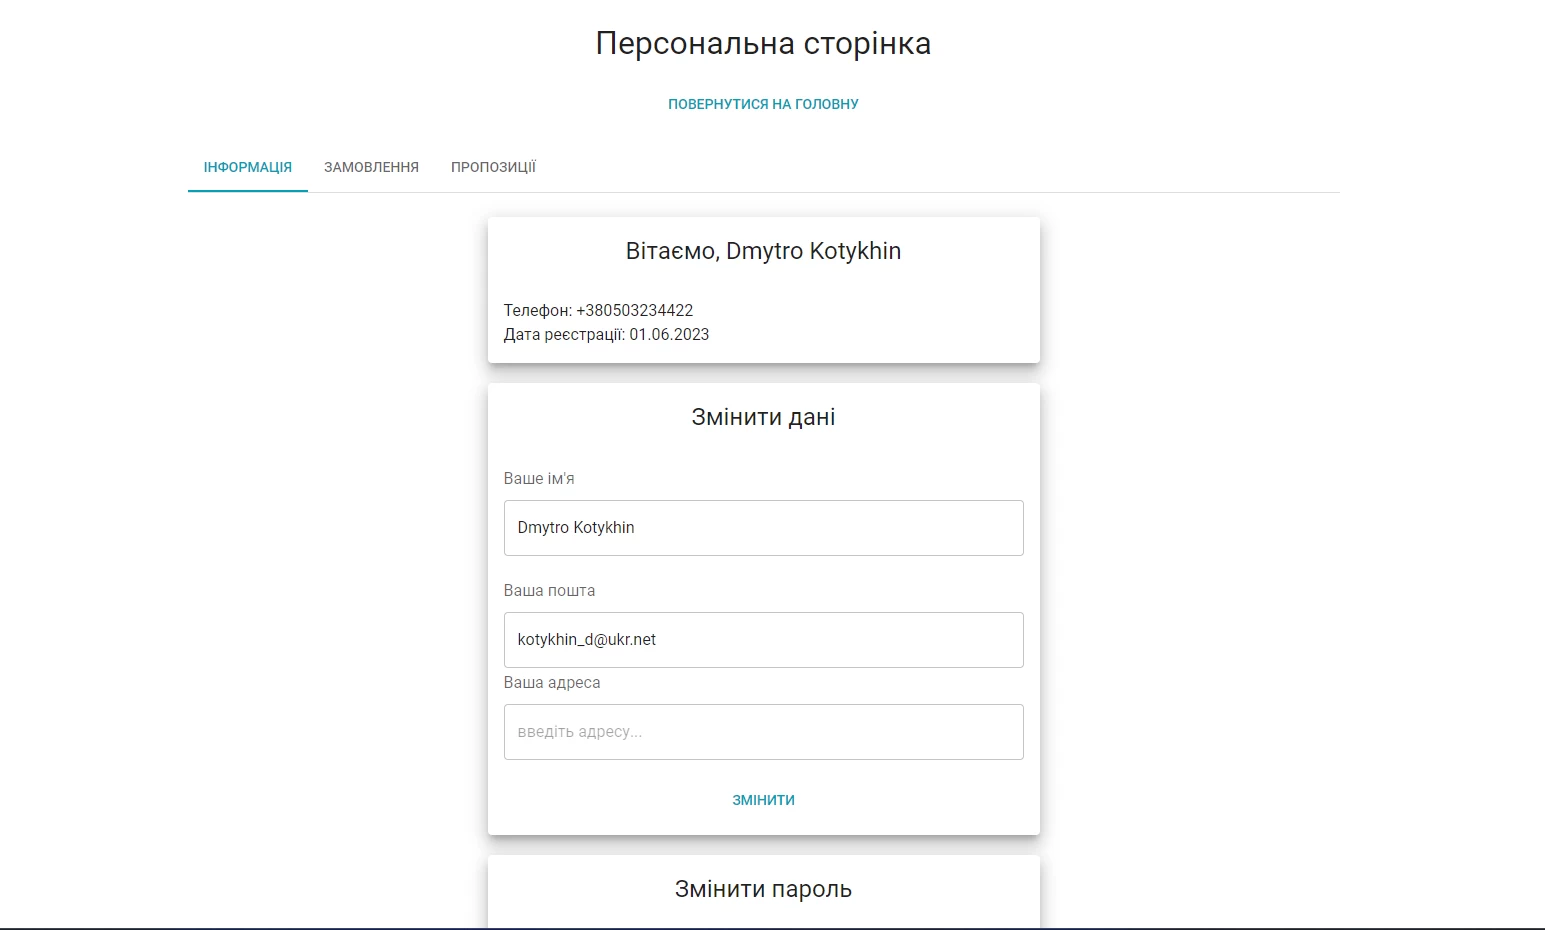 Персональна сторінка
ПОВЕРНУТИСЯ НА ГОЛОВНУ
ІНФОРМАЦІЯ ЗАМОВЛЕННЯ ПРОПОЗИЦІЇ
Вітаємо, Dmytro Kotykhin
Телефон: +380503234422
Дата реєстрації: 01.06.2023
Змінити дані
Ваше ім'я
Dmytro Kotykhin
Ваша пошта
kotykhin_d@ukr.net
Ваша адреса
введіть адресу...
ЗМІНИТИ
Змінити пароль